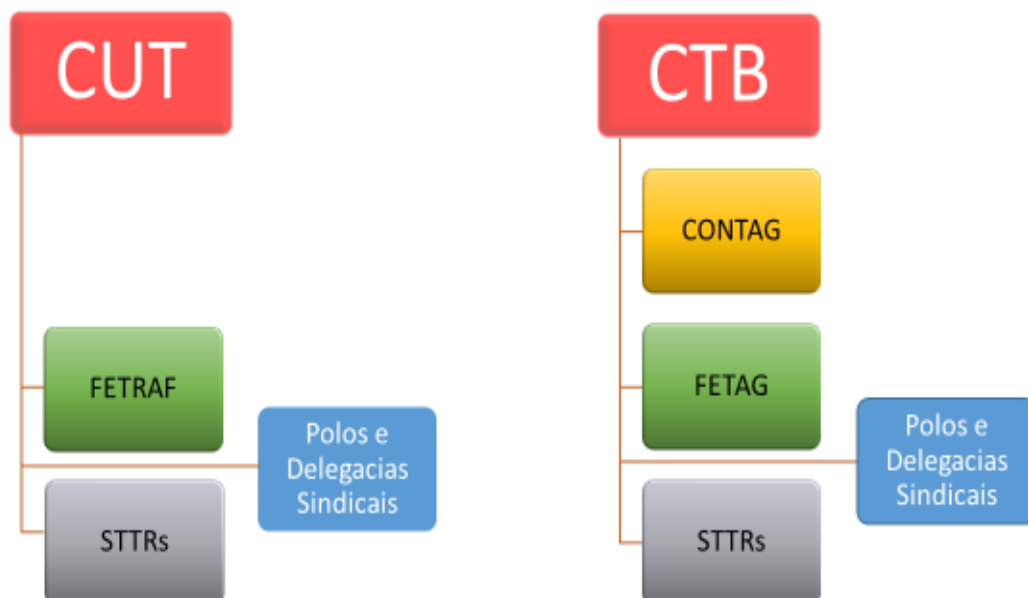 CUT
FETRAF
Polos e
Delegacias
Sindicais
STTRs
CTB
CONTAG
FETAG
Polos e
Delegacias
Sindicais
STTRs